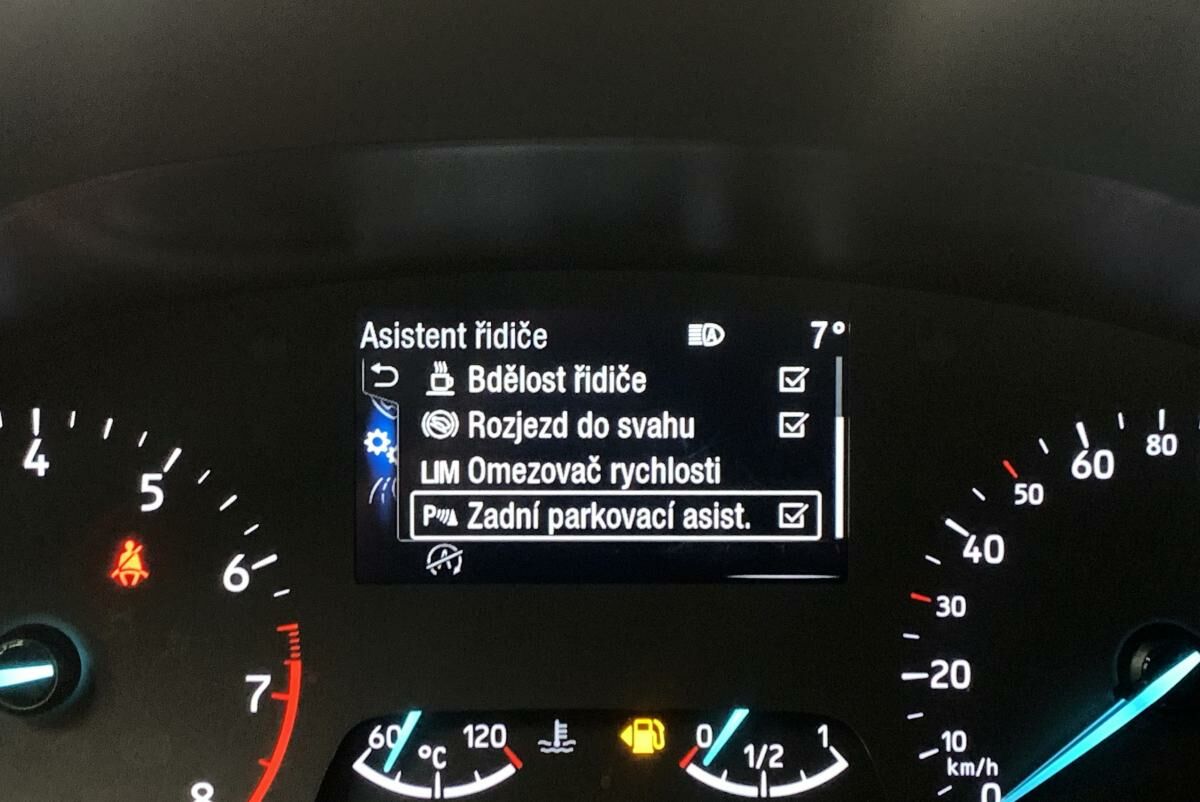 Asistent řidiče 7°
Bdělost řidiče
Rozjezd do svahu
LIM Omezovač rychlosti
P Zadní parkovací asist.
A
4
5
6
7
8
60 °C 120
0 1/2 1
80
60
50
40
30
20
10
km/h
0